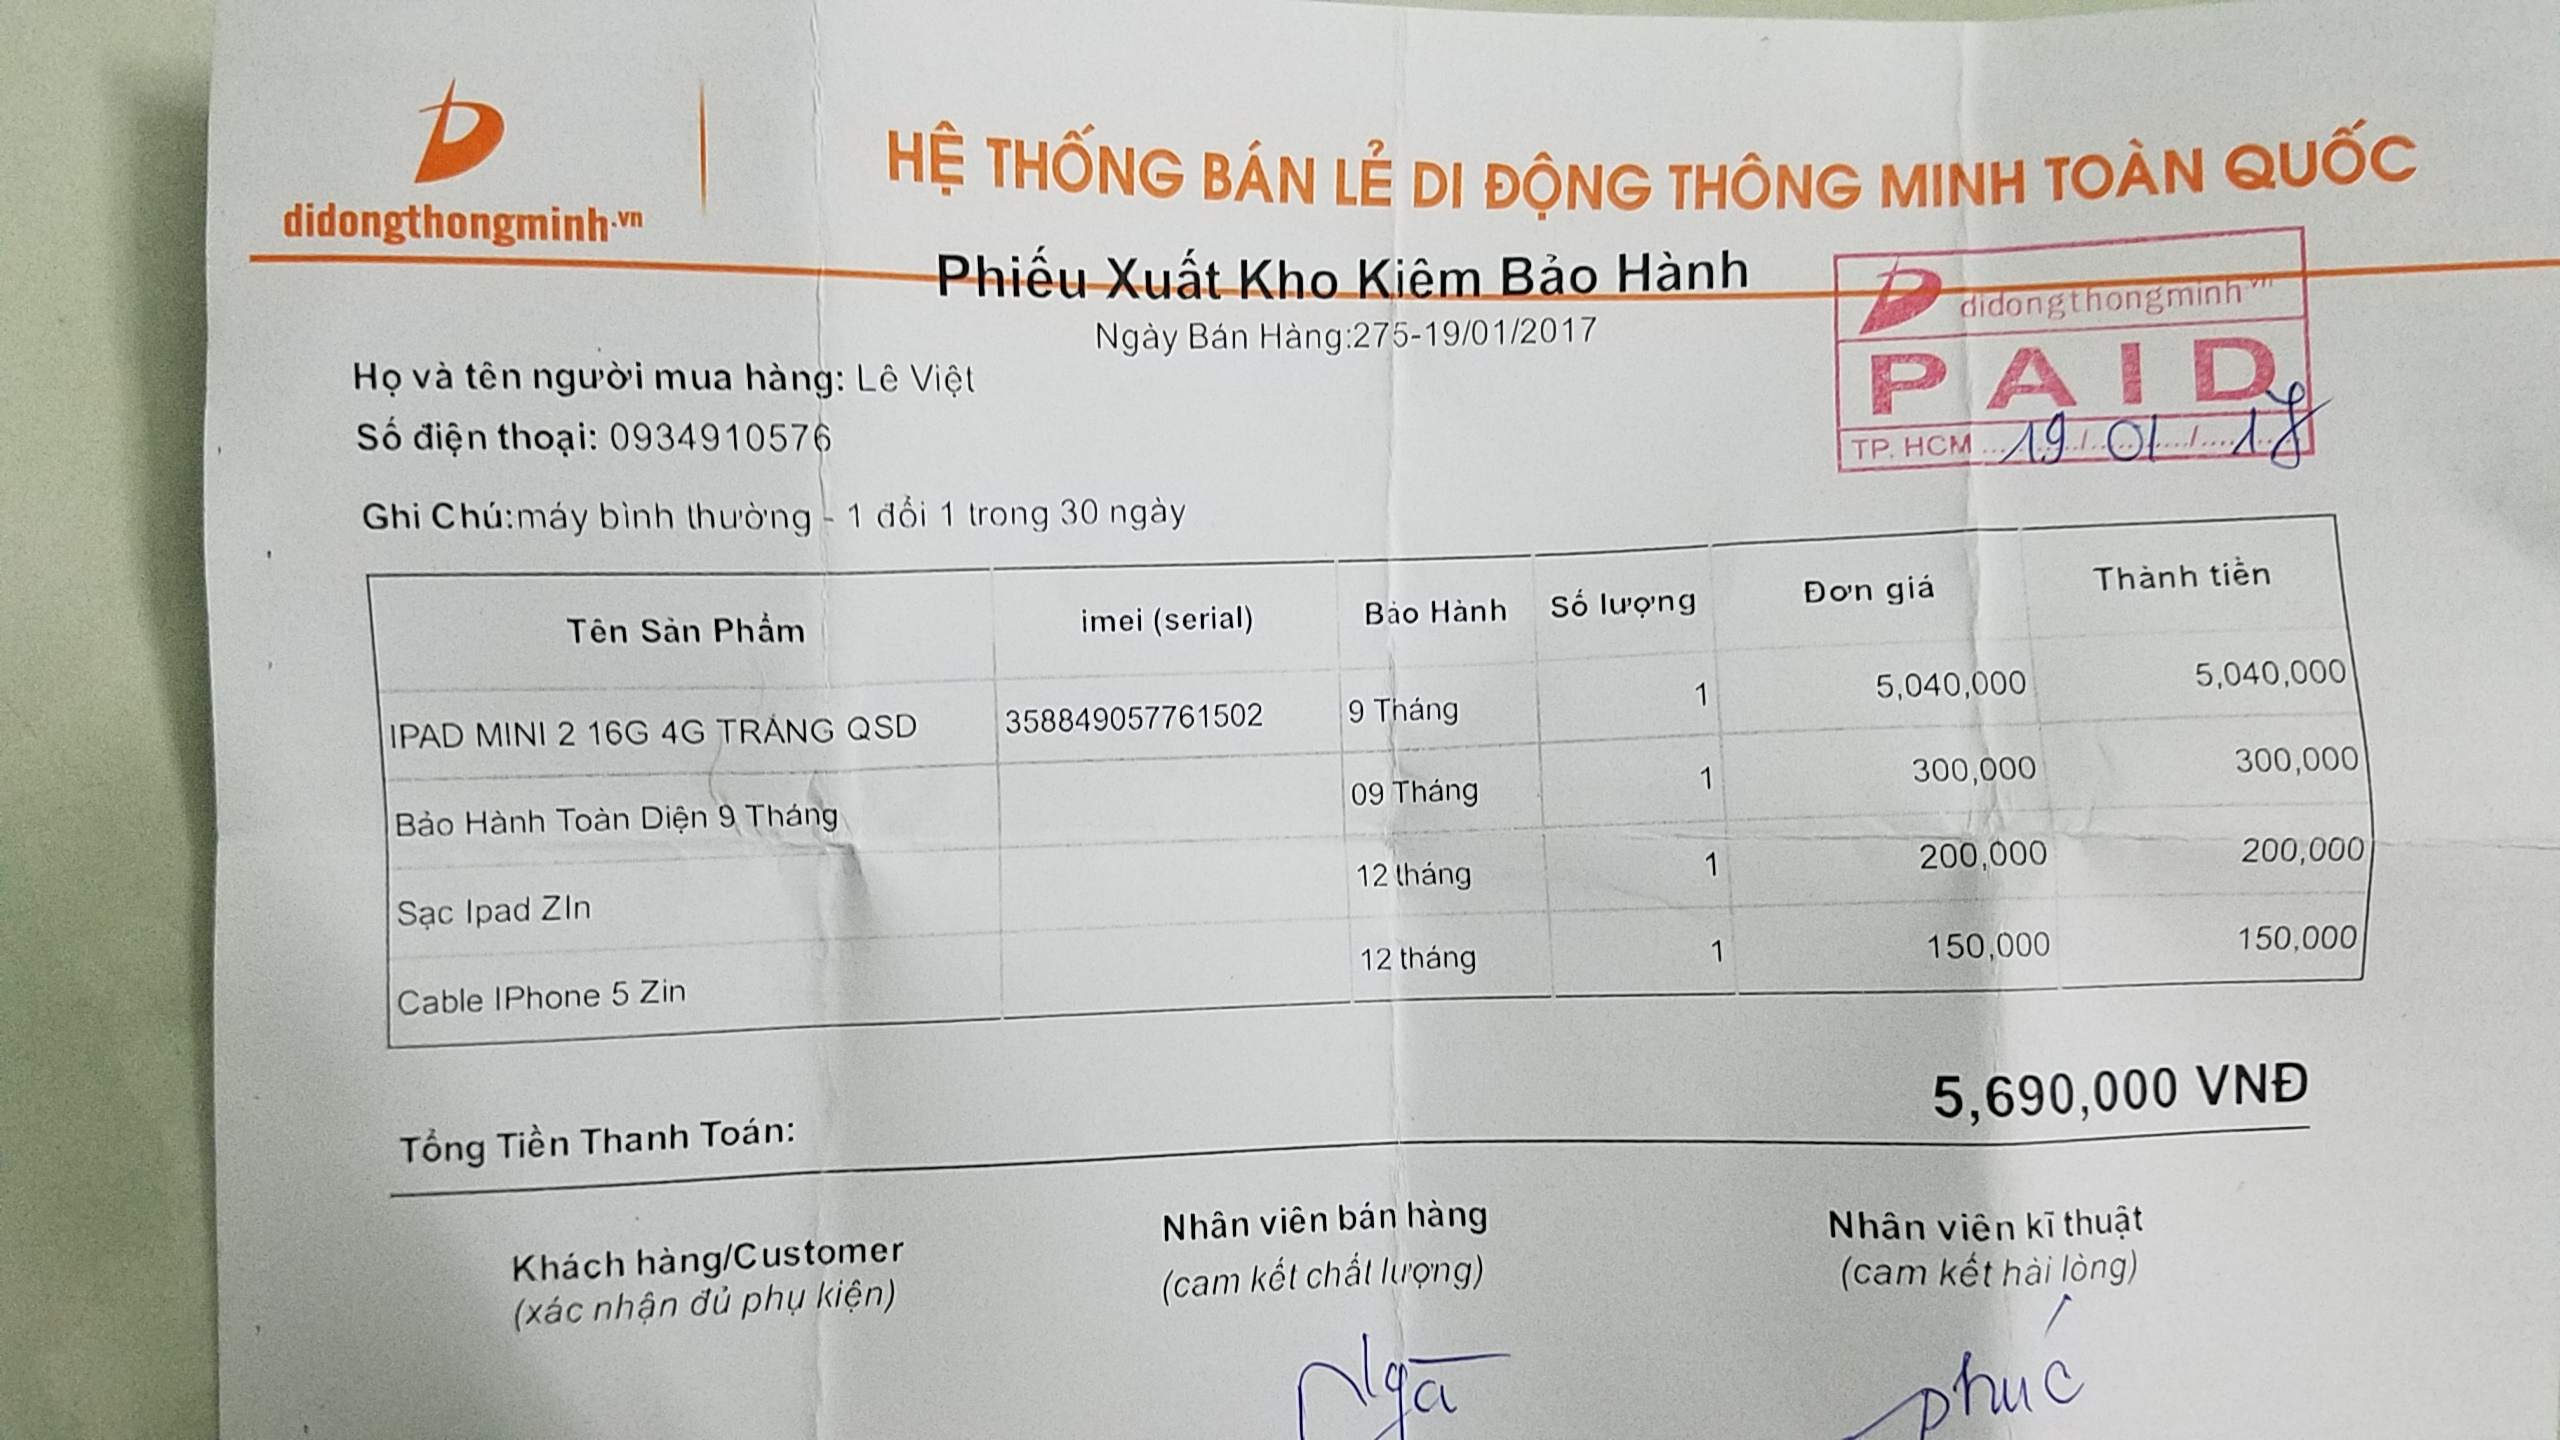 didongthongminh.vn
HỆ THỐNG BÁN LẺ DI ĐỘNG THÔNG MINH TOÀN QUỐC
Phiếu Xuất Kho Kiêm Bảo Hành
Ngày Bán Hàng:275-19/01/2017
didongthongminh.vn
PAID
TP. HCM 19/01/18
Họ và tên người mua hàng: Lê Việt
Số điện thoại: 0934910576
Ghi Chú:máy bình thường - 1 đổi 1 trong 30 ngày
Tên Sản Phẩm imei (serial) Bảo Hành Số lượng Đơn giá Thành tiền
IPAD MINI 2 16G 4G TRẮNG QSD 358849057761502 9 Tháng 1 5,040,000 5,040,000
Bảo Hành Toàn Diện 9 Tháng 09 Tháng 1 300,000 300,000
Sạc Ipad ZIn 12 tháng 1 200,000 200,000
Cable IPhone 5 Zin 12 tháng 1 150,000 150,000
Tổng Tiền Thanh Toán: 5,690,000 VNĐ
Khách hàng/Customer Nhân viên bán hàng Nhân viên kĩ thuật
(xác nhận đủ phụ kiện) (cam kết chất lượng) (cam kết hài lòng)
Ngà phúc